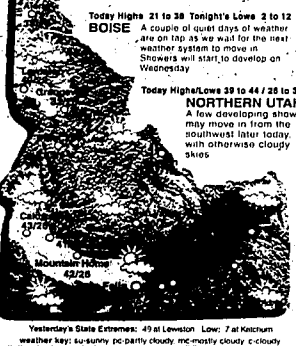 Today Highs 21 to 38 Tonight's Lows 2 to 12
BOISE A couple of quiet days of weather
are on tap as we wait for the next
weather system to move in
Showers will start to develop on
Wednesday
Today Highs/Lows 39 to 44 / 26 to 3
NORTHERN UTAH
A few developing show
may move in from the
southwest later today,
with otherwise cloudy
skies
43/26
Mountain Home
42/26
Yesterday's State Extremes: 49 at Lewiston Low: 7 at Ketchum
weather key: su-sunny, pc-partly cloudy, mc-mostly cloudy, c-cloudy